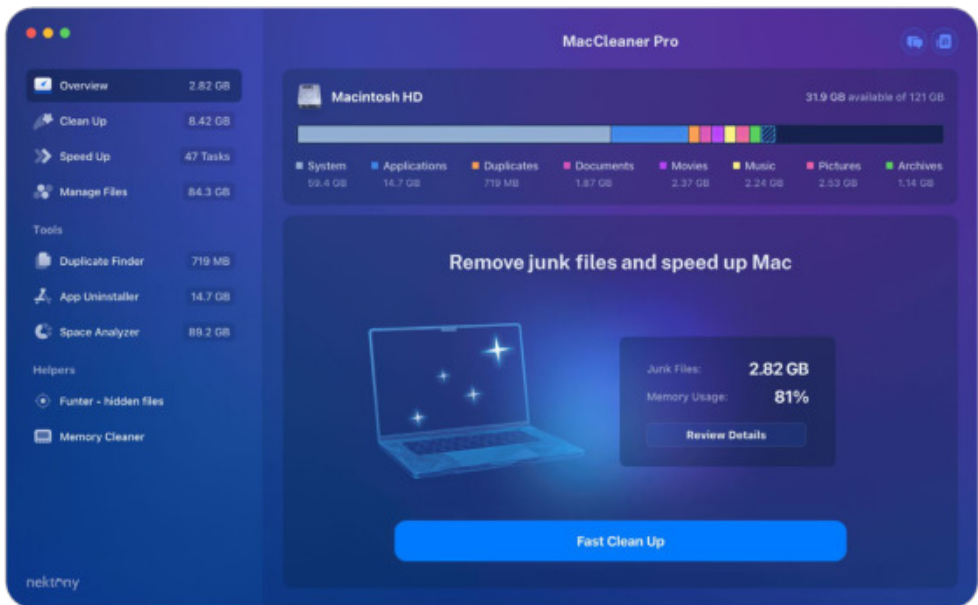 MacCleaner Pro
Overview 2.82 GB
Clean Up 8.42 GB
Speed Up 47 Tasks
Manage Files 84.3 GB
Tools
Duplicate Finder 719 MB
App Uninstaller 14.7 GB
Space Analyzer 89.2 GB
Helpers
Funter - hidden files
Memory Cleaner
nektony
Macintosh HD 31.9 GB available of 121 GB
System Applications Duplicates Documents Movies Music Pictures Archives
59.4 GB 14.7 GB 719 MB 1.87 GB 2.37 GB 2.24 GB 2.53 GB 1.14 GB
Remove junk files and speed up Mac
Junk Files: 2.82 GB
Memory Usage: 81%
Review Details
Fast Clean Up